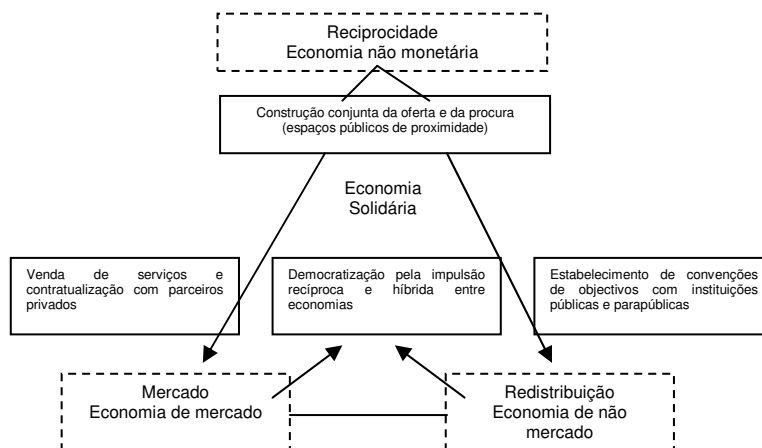 Reciprocidade
Economia não monetária
Construção conjunta da oferta e da procura
(espaços públicos de proximidade)
Economia
Solidária
Venda de serviços e
contratualização com parceiros
privados
Democratização pela impulsão
recíproca e híbrida entre
economias
Estabelecimento de convenções
de objectivos com instituições
públicas e parapúblicas
Mercado
Economia de mercado
Redistribuição
Economia de não
mercado